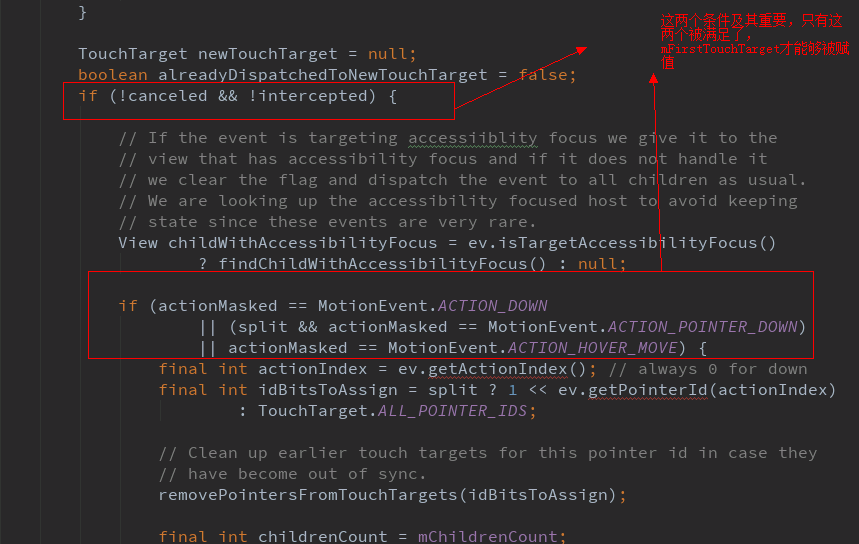 }
这两个条件及其重要，只有这
两个被满足了，
mFirstTouchTarget才能够被赋
值
TouchTarget newTouchTarget = null;
boolean alreadyDispatchedToNewTouchTarget = false;
if (!canceled && !intercepted) {
// If the event is targeting accessiiblity focus we give it to the
// view that has accessibility focus and if it does not handle it
// we clear the flag and dispatch the event to all children as usual.
// We are looking up the accessibility focused host to avoid keeping
// state since these events are very rare.
View childWithAccessibilityFocus = ev.isTargetAccessibilityFocus()
? findChildWithAccessibilityFocus() : null;
if (actionMasked == MotionEvent.ACTION_DOWN
|| (split && actionMasked == MotionEvent.ACTION_POINTER_DOWN)
|| actionMasked == MotionEvent.ACTION_HOVER_MOVE) {
final int actionIndex = ev.getActionIndex(); // always 0 for down
final int idBitsToAssign = split ? 1 << ev.getPointerId(actionIndex)
: TouchTarget.ALL_POINTER_IDS;
// Clean up earlier touch targets for this pointer id in case they
// have become out of sync.
removePointersFromTouchTargets(idBitsToAssign);
final int childrenCount = mChildrenCount;